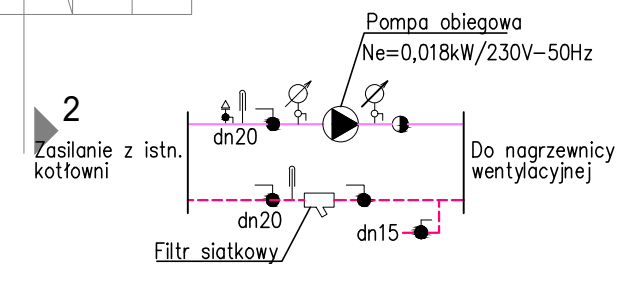 Pompa obiegowa
Ne=0,018kW/230V-50Hz
2
dn20
Zasilanie z istn.
kotłowni
Do nagrzewnicy
wentylacyjnej
dn20
dn15
Filtr siatkowy